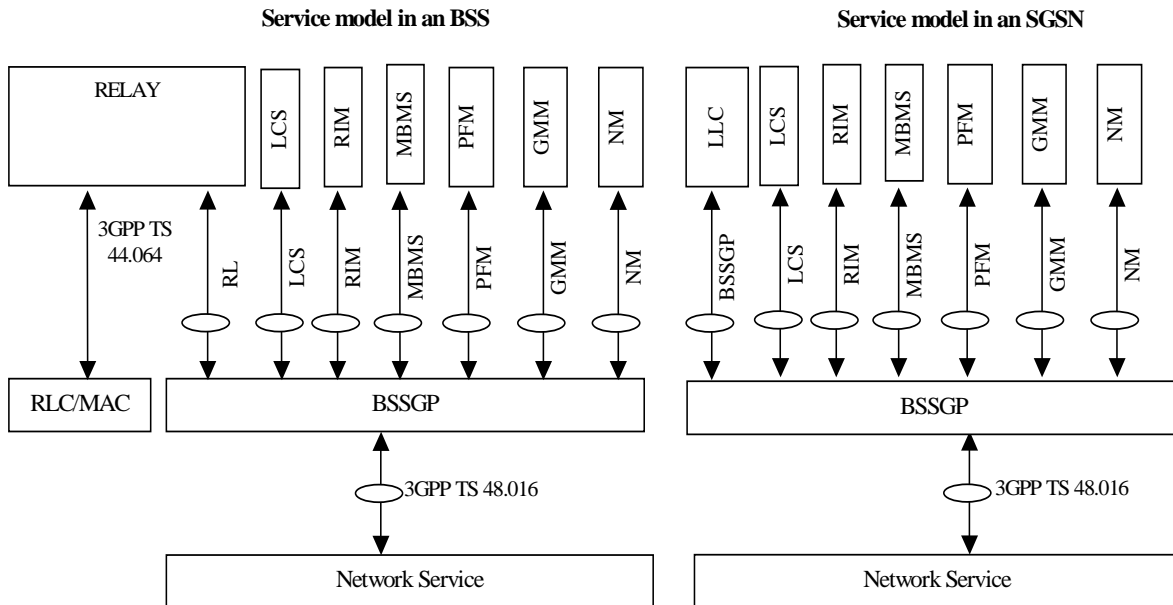 Service model in an BSS
Service model in an SGSN
RELAY
LCS
RIM
MBMS
PFM
GMM
NM
LLC
LCS
RIM
MBMS
PFM
GMM
NM
3GPP TS
44.064
RL
LCS
RIM
MBMS
PFM
GMM
NM
BSSGP
LCS
RIM
MBMS
PFM
GMM
NM
RLC/MAC
BSSGP
BSSGP
3GPP TS 48.016
3GPP TS 48.016
Network Service
Network Service